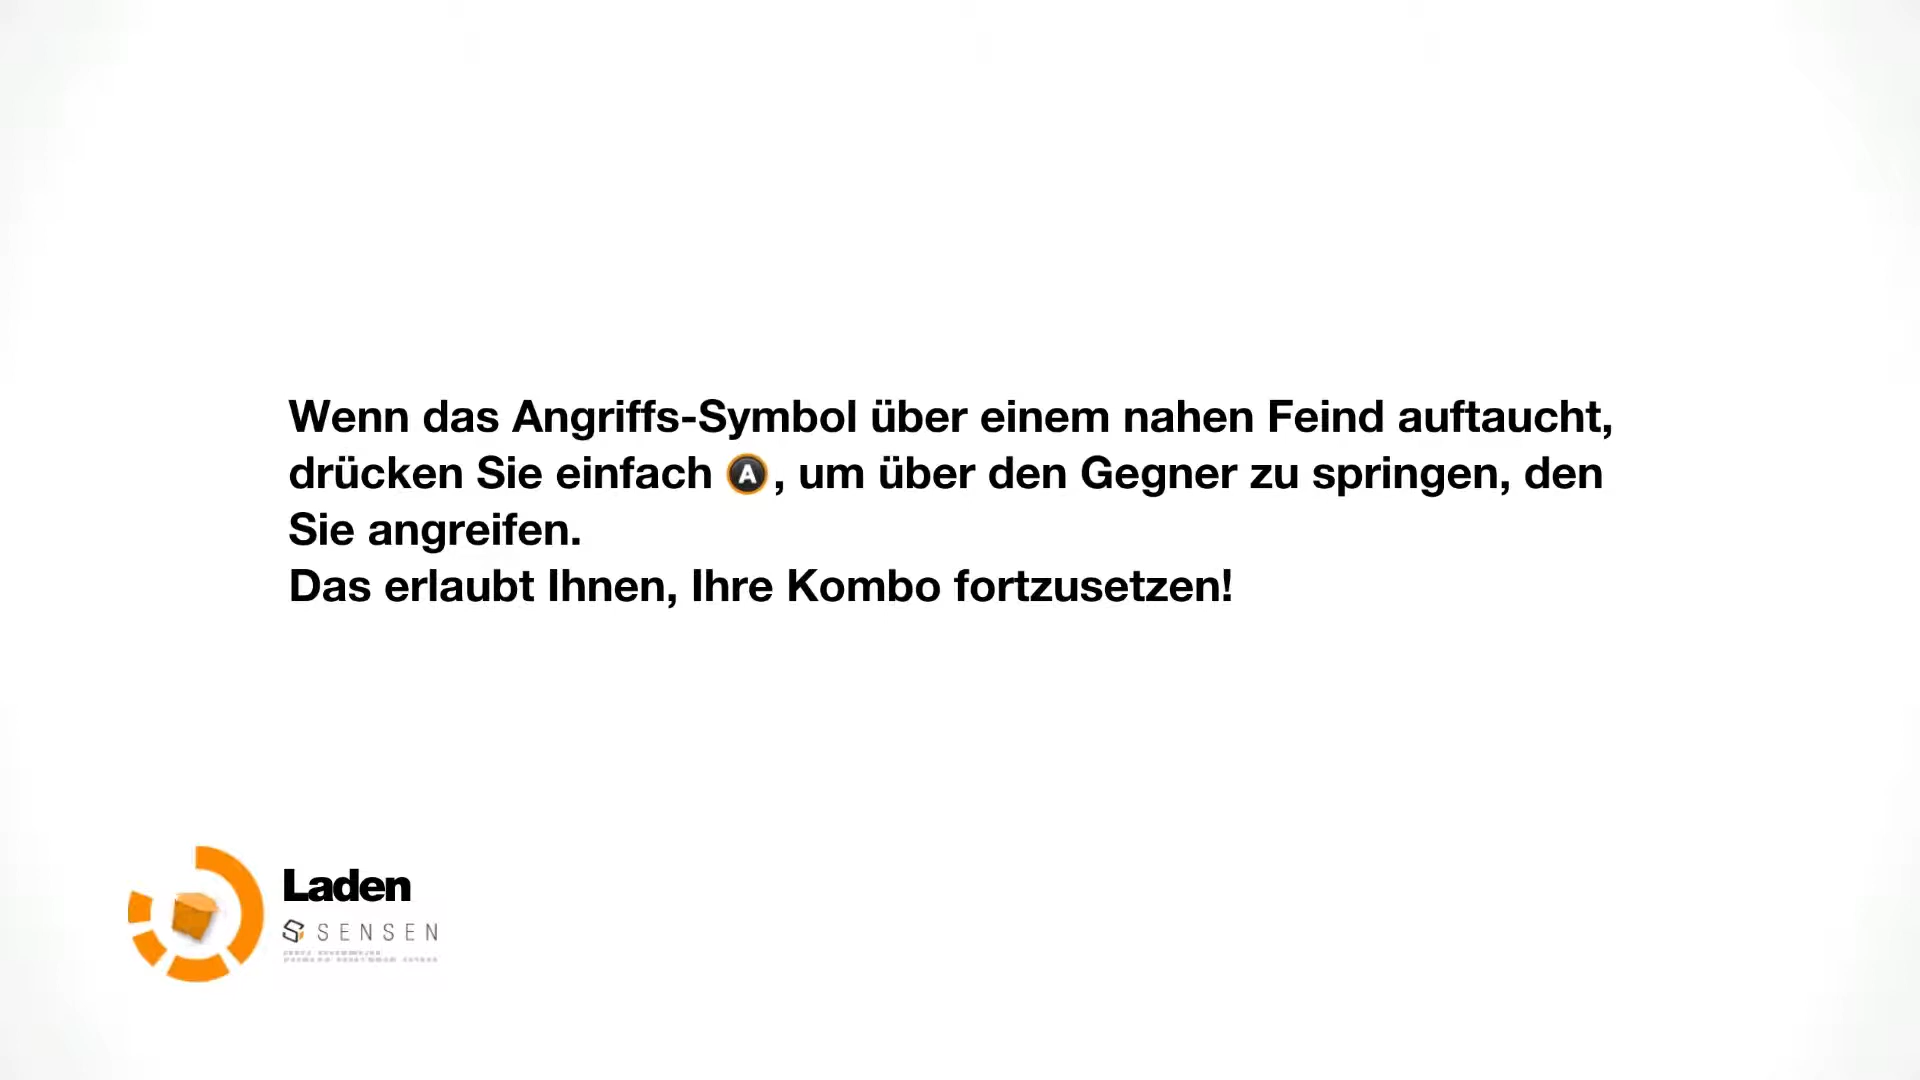 Wenn das Angriffs-Symbol über einem nahen Feind auftaucht,
drücken Sie einfach A, um über den Gegner zu springen, den
Sie angreifen.
Das erlaubt Ihnen, Ihre Kombo fortzusetzen!
Laden
SENSEN